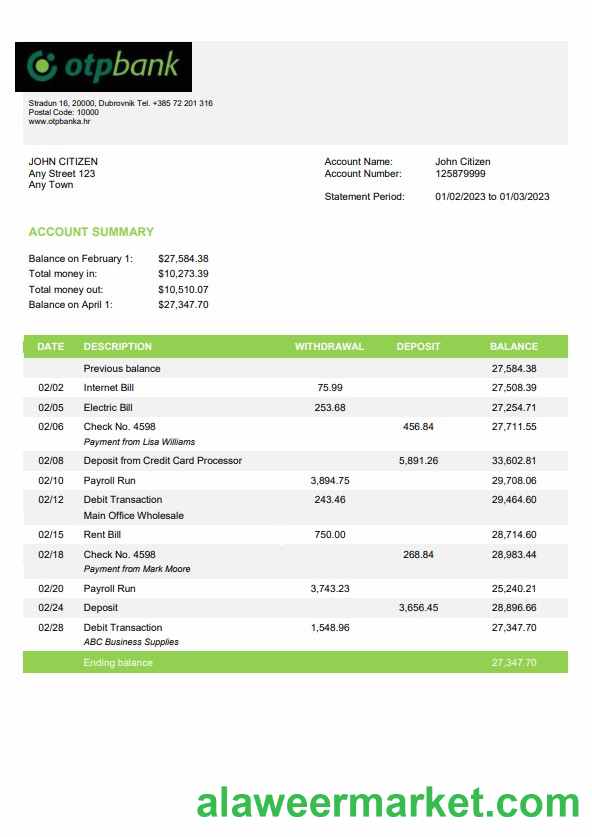 otpbank
Stradun 16, 20000, Dubrovnik Tel. +385 72 201 316
Postal Code: 10000
www.otpbanka.hr
JOHN CITIZEN
Any Street 123
Any Town
Account Name: John Citizen
Account Number: 125879999
Statement Period: 01/02/2023 to 01/03/2023
ACCOUNT SUMMARY
Balance on February 1: $27,584.38
Total money in: $10,273.39
Total money out: $10,510.07
Balance on April 1: $27,347.70
DATE DESCRIPTION WITHDRAWAL DEPOSIT BALANCE
Previous balance 27,584.38
02/02 Internet Bill 75.99 27,508.39
02/05 Electric Bill 253.68 27,254.71
02/06 Check No. 4598 456.84 27,711.55
Payment from Lisa Williams
02/08 Deposit from Credit Card Processor 5,891.26 33,602.81
02/10 Payroll Run 3,894.75 29,708.06
02/12 Debit Transaction 243.46 29,464.60
Main Office Wholesale
02/15 Rent Bill 750.00 28,714.60
02/18 Check No. 4598 268.84 28,983.44
Payment from Mark Moore
02/20 Payroll Run 3,743.23 25,240.21
02/24 Deposit 3,656.45 28,896.66
02/28 Debit Transaction 1,548.96 27,347.70
ABC Business Supplies
Ending balance 27,347.70
alaweermarket.com